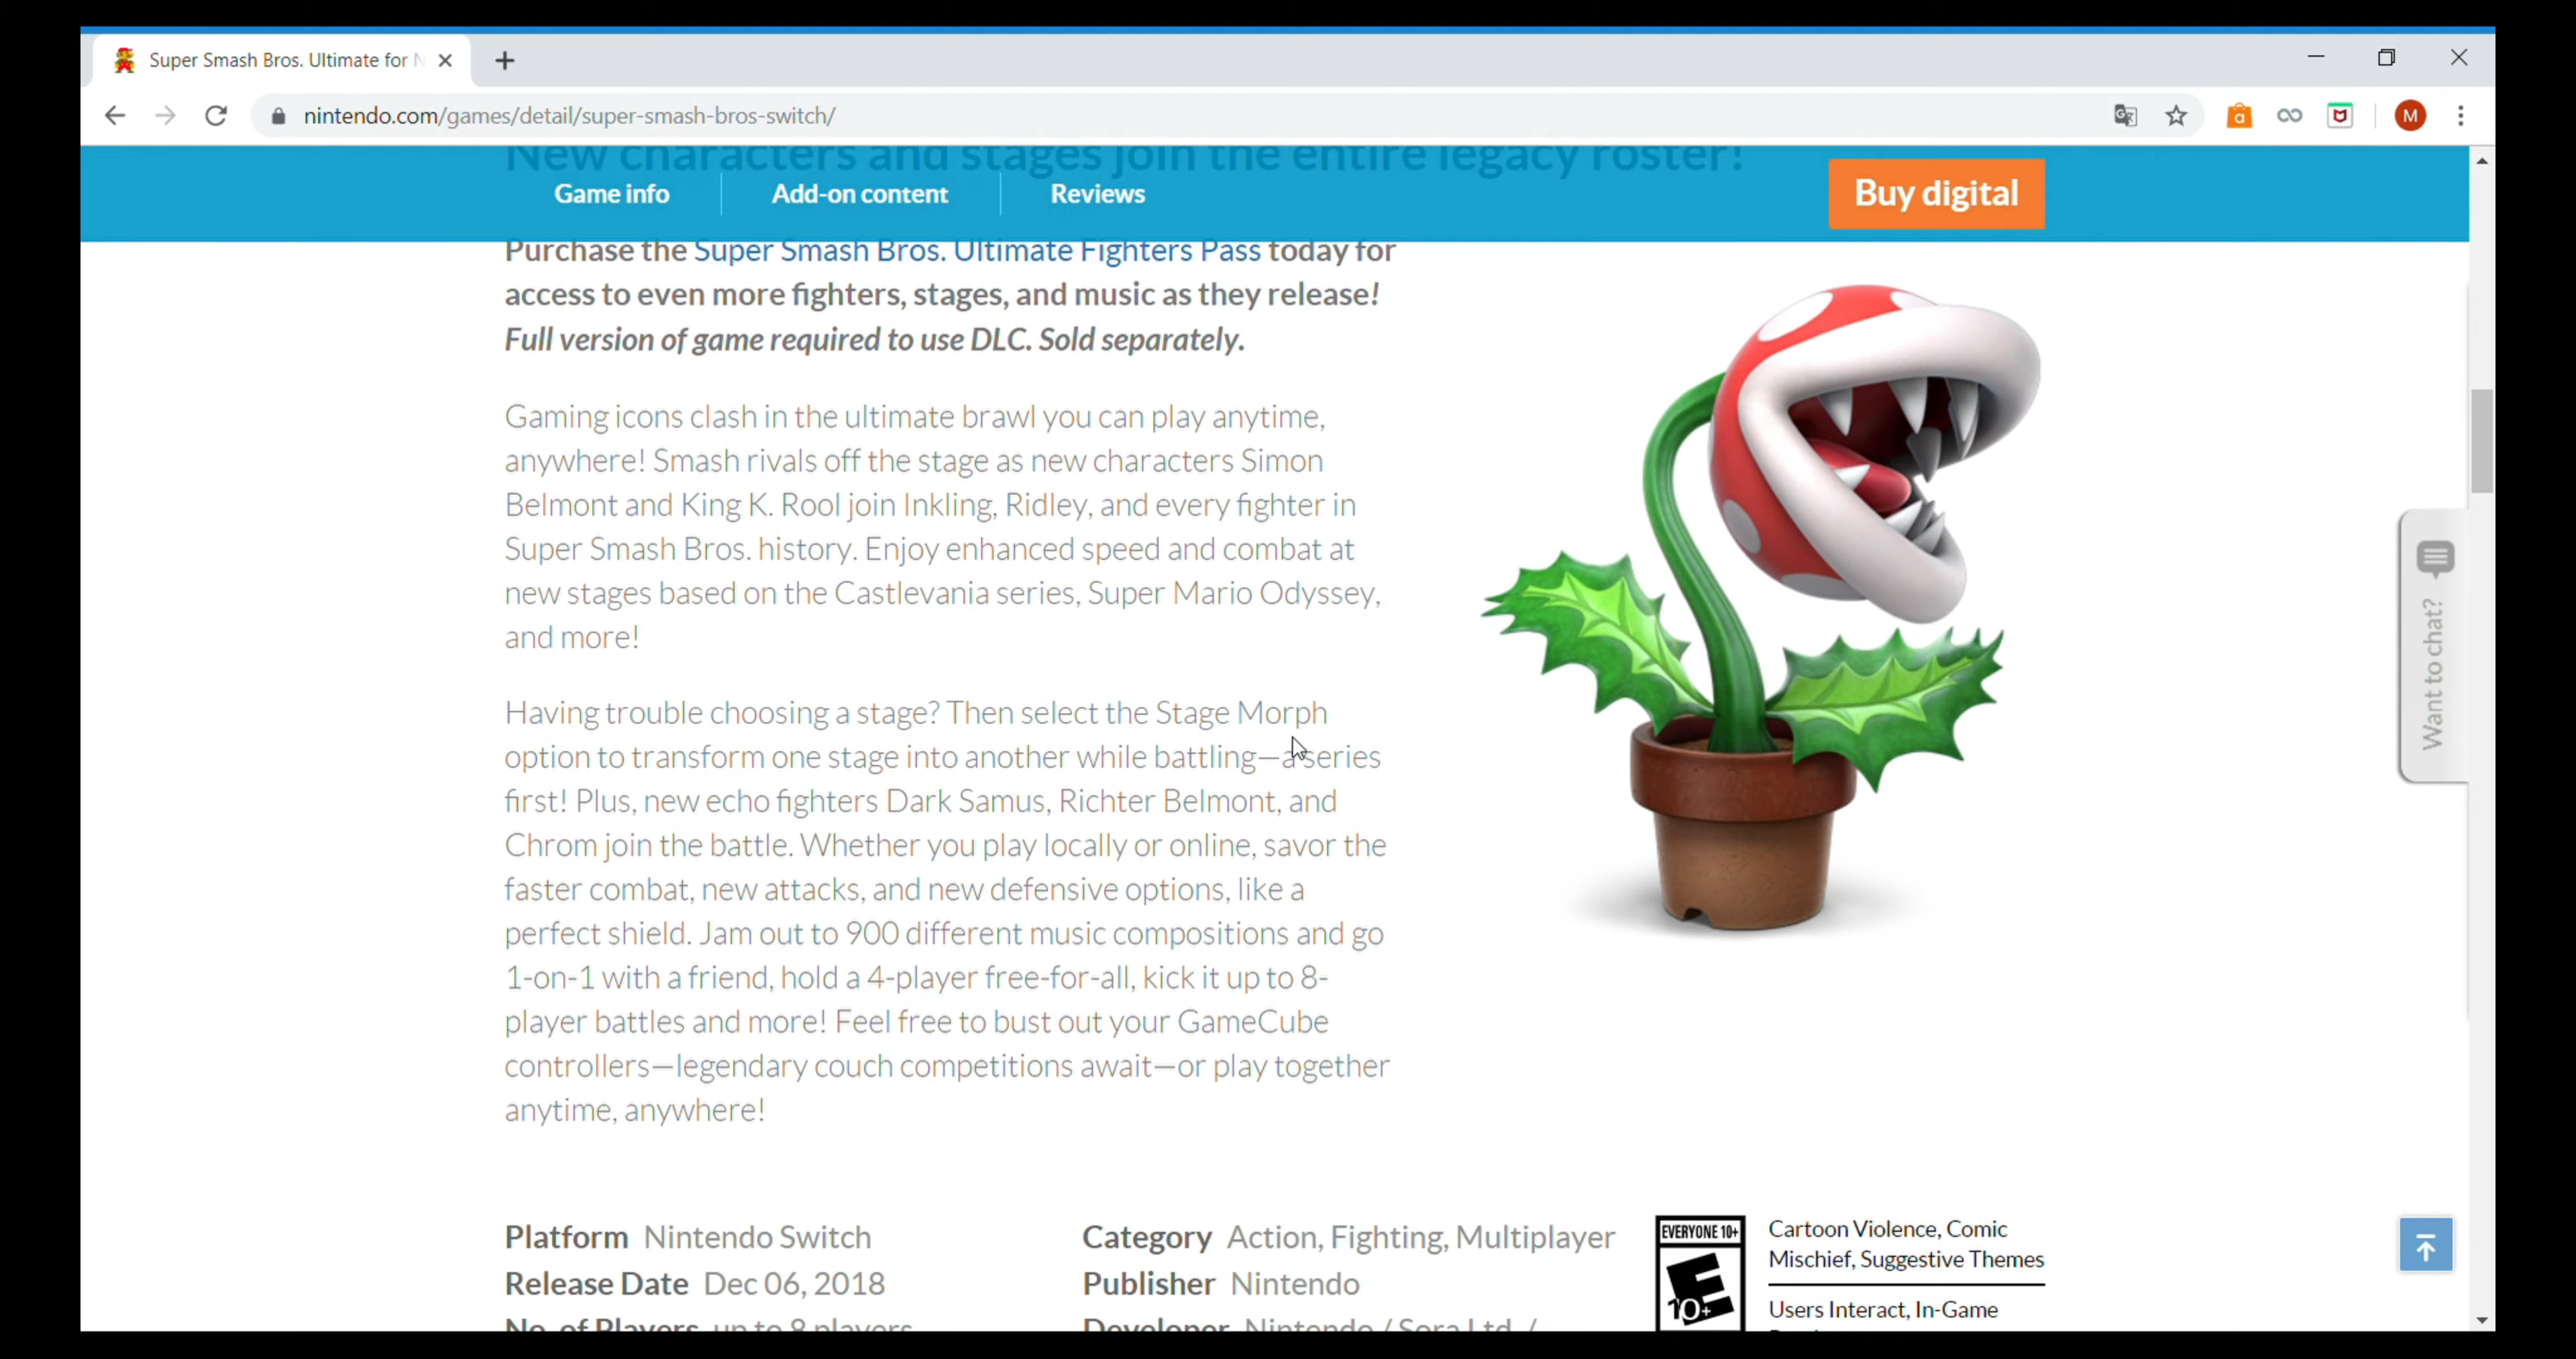 Super Smash Bros. Ultimate for N
nintendo.com/games/detail/super-smash-bros-switch/
M
New characters and stages join the entire legacy roster!
Game info
Add-on content
Reviews
Buy digital
Purchase the Super Smash Bros. Ultimate Fighters Pass today for
access to even more fighters, stages, and music as they release!
Full version of game required to use DLC. Sold separately.
Gaming icons clash in the ultimate brawl you can play anytime,
anywhere! Smash rivals off the stage as new characters Simon
Belmont and King K. Rool join Inkling, Ridley, and every fighter in
Super Smash Bros. history. Enjoy enhanced speed and combat at
new stages based on the Castlevania series, Super Mario Odyssey,
and more!
Having trouble choosing a stage? Then select the Stage Morph
option to transform one stage into another while battling—a series
first! Plus, new echo fighters Dark Samus, Richter Belmont, and
Chrom join the battle. Whether you play locally or online, savor the
faster combat, new attacks, and new defensive options, like a
perfect shield. Jam out to 900 different music compositions and go
1-on-1 with a friend, hold a 4-player free-for-all, kick it up to 8-
player battles and more! Feel free to bust out your GameCube
controllers—legendary couch competitions await—or play together
anytime, anywhere!
Want to chat?
Platform Nintendo Switch
Release Date Dec 06, 2018
No. of Players up to 8 players
Category Action, Fighting, Multiplayer
Publisher Nintendo
Developer Nintendo / Sora Ltd. /
EVERYONE 10+
E
10+
Cartoon Violence, Comic
Mischief, Suggestive Themes
Users Interact, In-Game